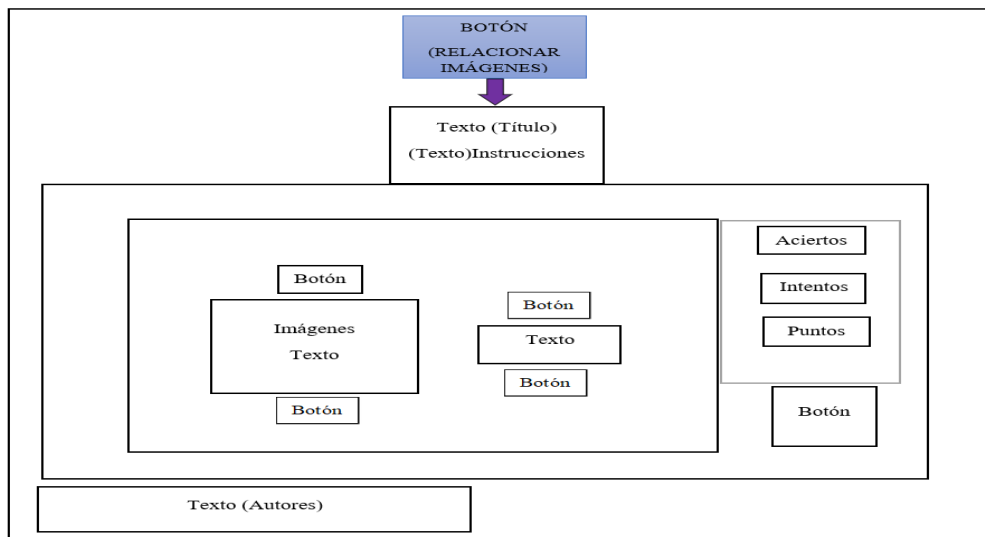 BOTÓN
(RELACIONAR
IMÁGENES)
Texto (Título)
(Texto)Instrucciones
Botón
Imágenes
Texto
Botón
Botón
Texto
Botón
Aciertos
Intentos
Puntos
Botón
Texto (Autores)